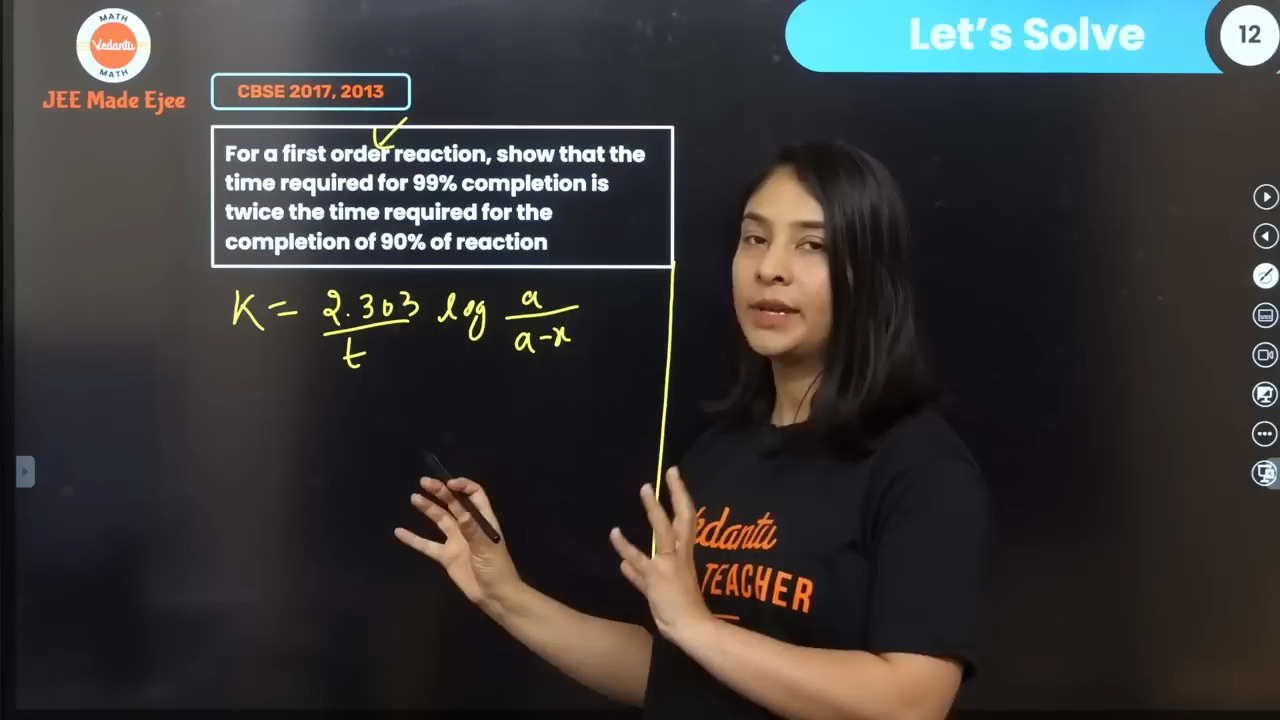 MATH
Vedantu
MATH
JEE Made Ejee
Let's Solve
12
CBSE 2017, 2013
For a first order reaction, show that the
time required for 99% completion is
twice the time required for the
completion of 90% of reaction
K = 2.303 log a
t a-x
Vedantu
TEACHER